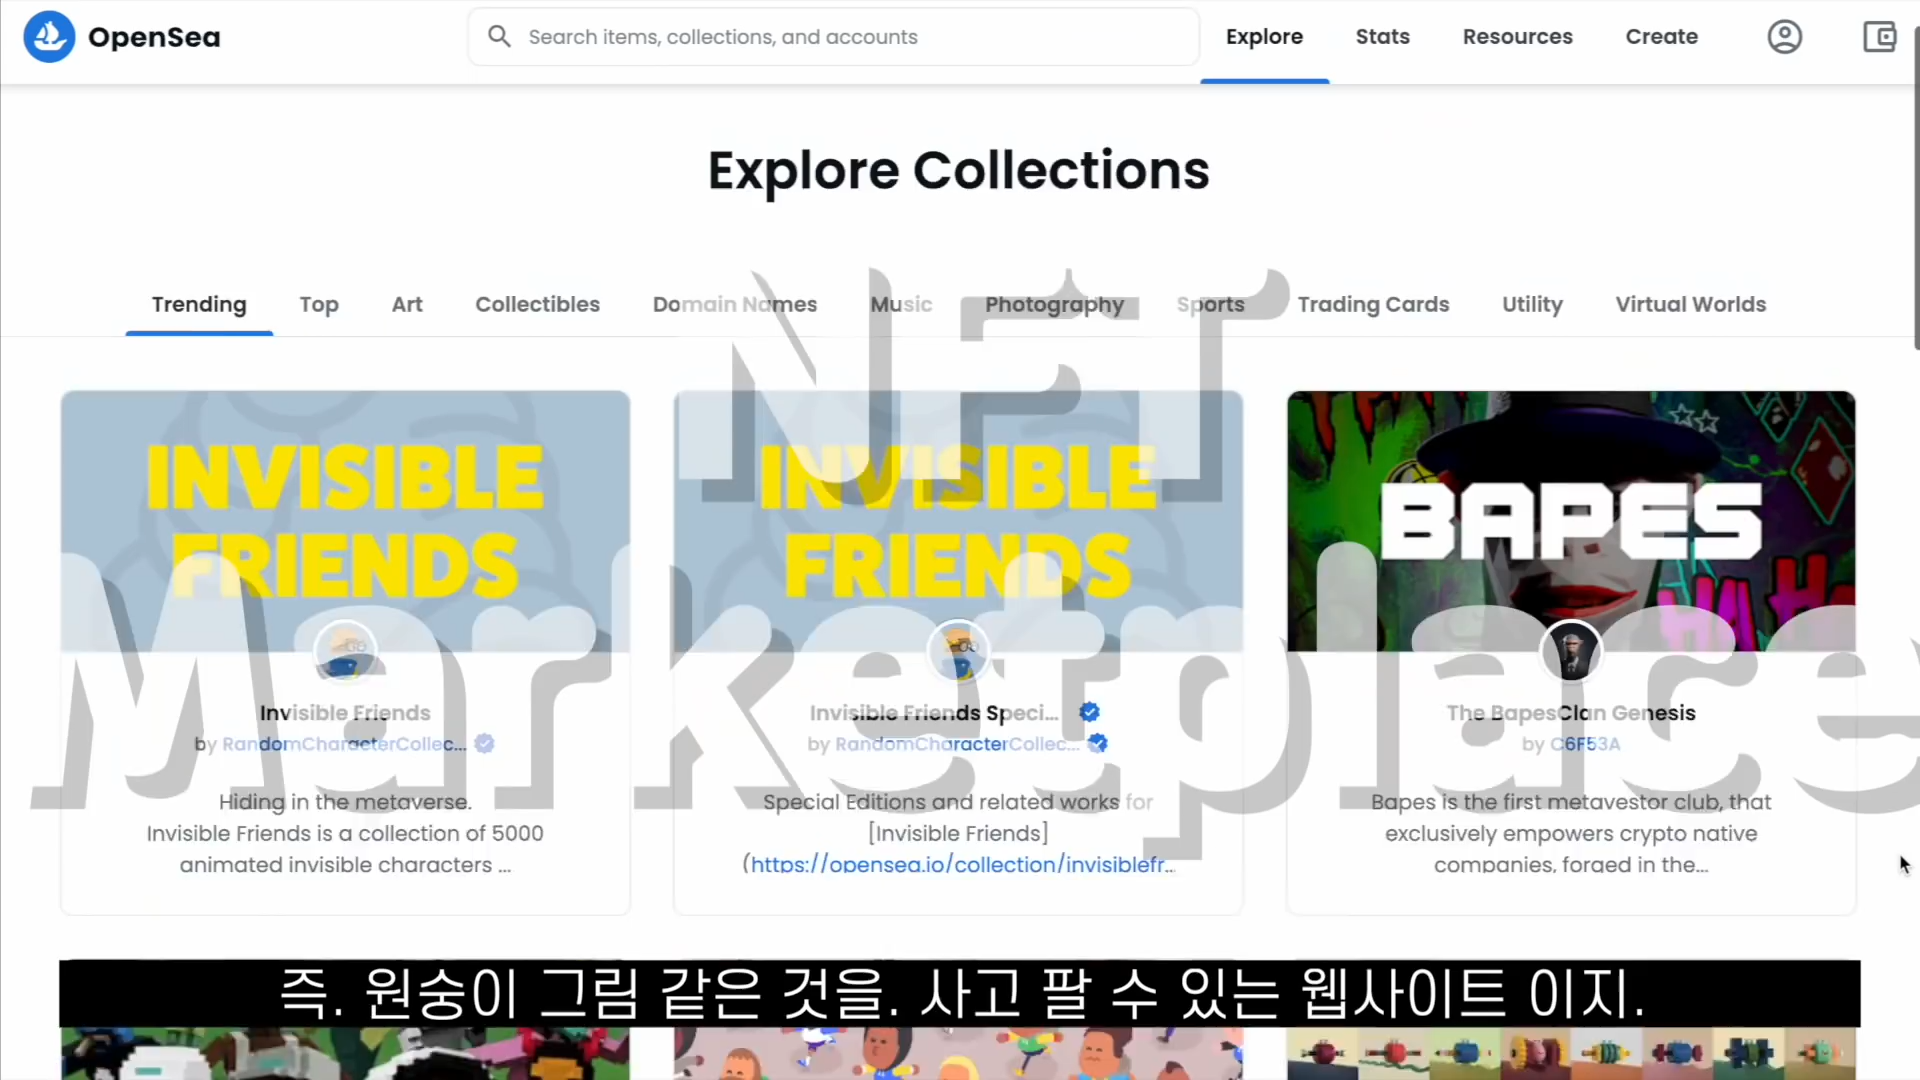 OpenSea
Search items, collections, and accounts
Explore
Stats
Resources
Create
Explore Collections
Trending
Top
Art
Collectibles
Domain Names
Music
Photography
Sports
Trading Cards
Utility
Virtual Worlds
NFT
Marketplace
INVISIBLE
FRIENDS
Invisible Friends
by RandomCharacterCollec...
Hiding in the metaverse.
Invisible Friends is a collection of 5000
animated invisible characters ...
INVISIBLE
FRIENDS
Invisible Friends Speci...
by RandomCharacterCollec...
Special Editions and related works for
[Invisible Friends]
(https://opensea.io/collection/invisiblefr...
BAPES
The BapesClan Genesis
by C6F53A
Bapes is the first metavestor club, that
exclusively empowers crypto native
companies, forged in the...
즉. 원숭이 그림 같은 것을. 사고 팔 수 있는 웹사이트 이지.